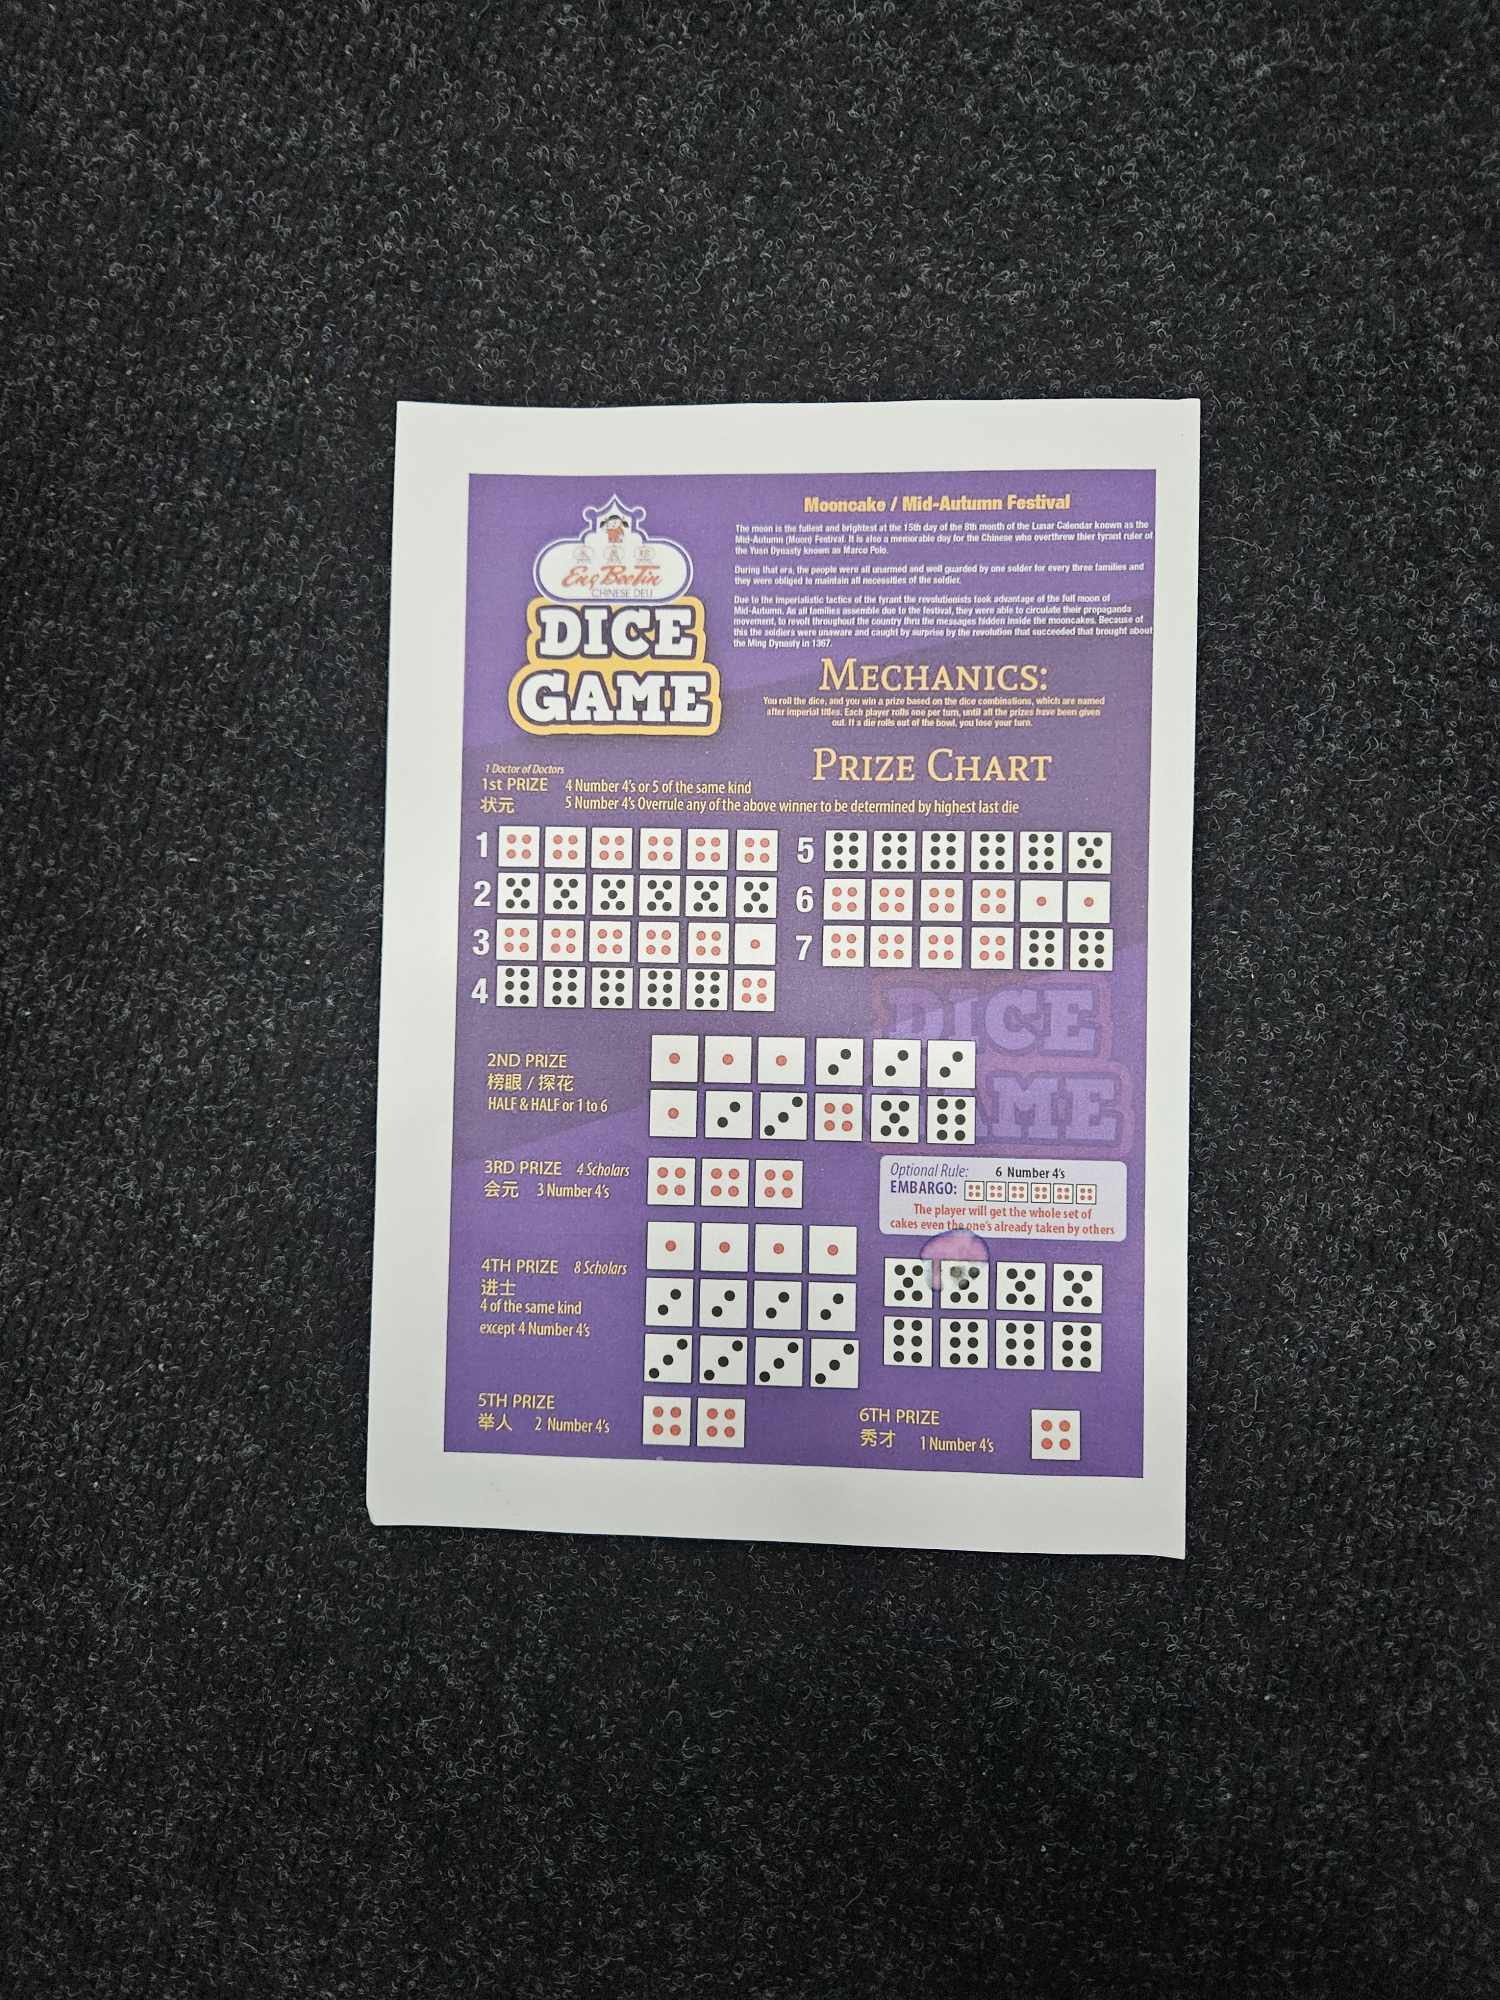 Eng Bee Tin
CHINESE DELI
DICE
GAME
Mooncake / Mid-Autumn Festival
The moon is the fullest and brightest at the 15th day of the 8th month of the Lunar Calendar known as the
Mid-Autumn (Moon) Festival. It is also a memorable day for the Chinese who overthrew thier tyrant ruler of
the Yuan Dynasty known as Marco Polo.
During that era, the people were all unarmed and well guarded by one solder for every three families and
they were obliged to maintain all necessities of the soldier.
Due to the imperialistic tactics of the tyrant the revolutionists took advantage of the full moon of
Mid-Autumn. As all families assemble due to the festival, they were able to circulate their propaganda
movement, to revolt throughout the country thru the messages hidden inside the mooncakes. Because of
this the soldiers were unaware and caught by surprise by the revolution that succeeded that brought about
the Ming Dynasty in 1367.
MECHANICS:
You roll the dice, and you win a prize based on the dice combinations, which are named
after imperial titles. Each player rolls one per turn, until all the prizes have been given
out. If a die rolls out of the bowl, you lose your turn.
PRIZE CHART
1 Doctor of Doctors
1st PRIZE 4 Number 4's or 5 of the same kind
状元 5 Number 4's Overrule any of the above winner to be determined by highest last die
1
2
3
4
5
6
7
DICE
GAME
2ND PRIZE
榜眼 / 探花
HALF & HALF or 1 to 6
3RD PRIZE 4 Scholars
会元 3 Number 4's
Optional Rule: 6 Number 4's
EMBARGO:
The player will get the whole set of
cakes even the one's already taken by others
4TH PRIZE 8 Scholars
进士
4 of the same kind
except 4 Number 4's
5TH PRIZE
举人 2 Number 4's
6TH PRIZE
秀才 1 Number 4's